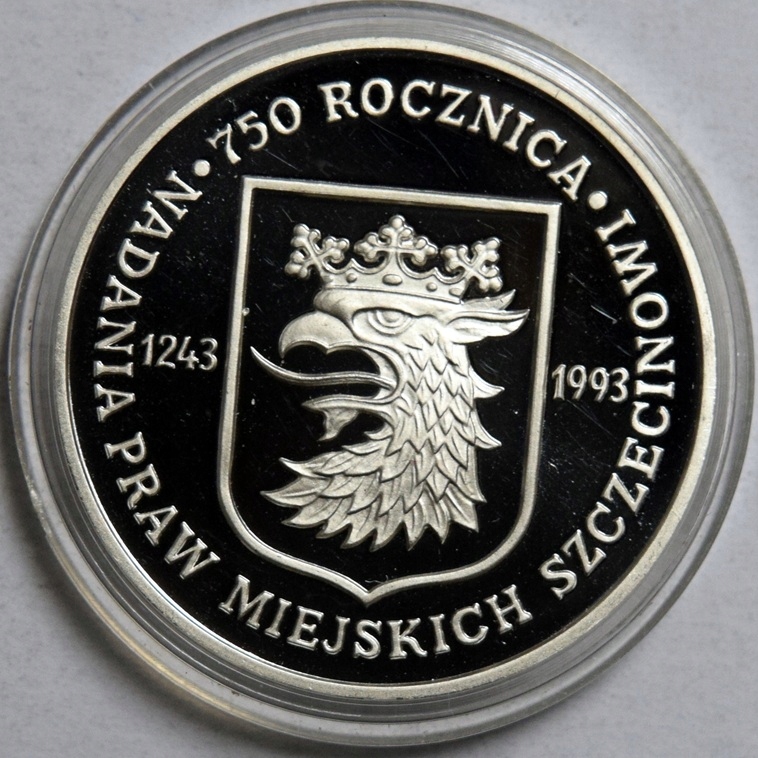 750 ROCZNICA • NADANIA PRAW MIEJSKICH SZCZECINOWI •
1243
1993